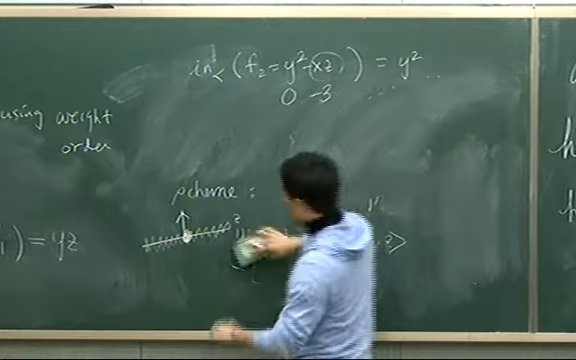 in< (f₂ = y² - xz) = y²
0 -3
using weight
order
scheme :
) = yz
z
z>